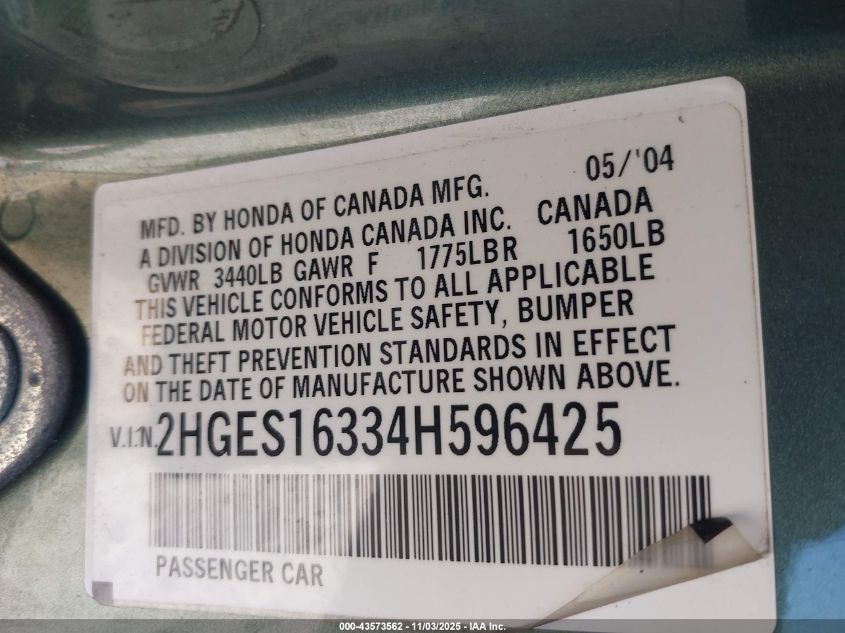 05/'04
MFD. BY HONDA OF CANADA MFG.
A DIVISION OF HONDA CANADA INC. CANADA
GVWR 3440LB GAWR F 1775LBR 1650LB
THIS VEHICLE CONFORMS TO ALL APPLICABLE
FEDERAL MOTOR VEHICLE SAFETY, BUMPER
AND THEFT PREVENTION STANDARDS IN EFFECT
ON THE DATE OF MANUFACTURE SHOWN ABOVE.
V.I.N. 2HGES16334H596425
PASSENGER CAR
000-43573562 - 11/03/2025 - IAA Inc.